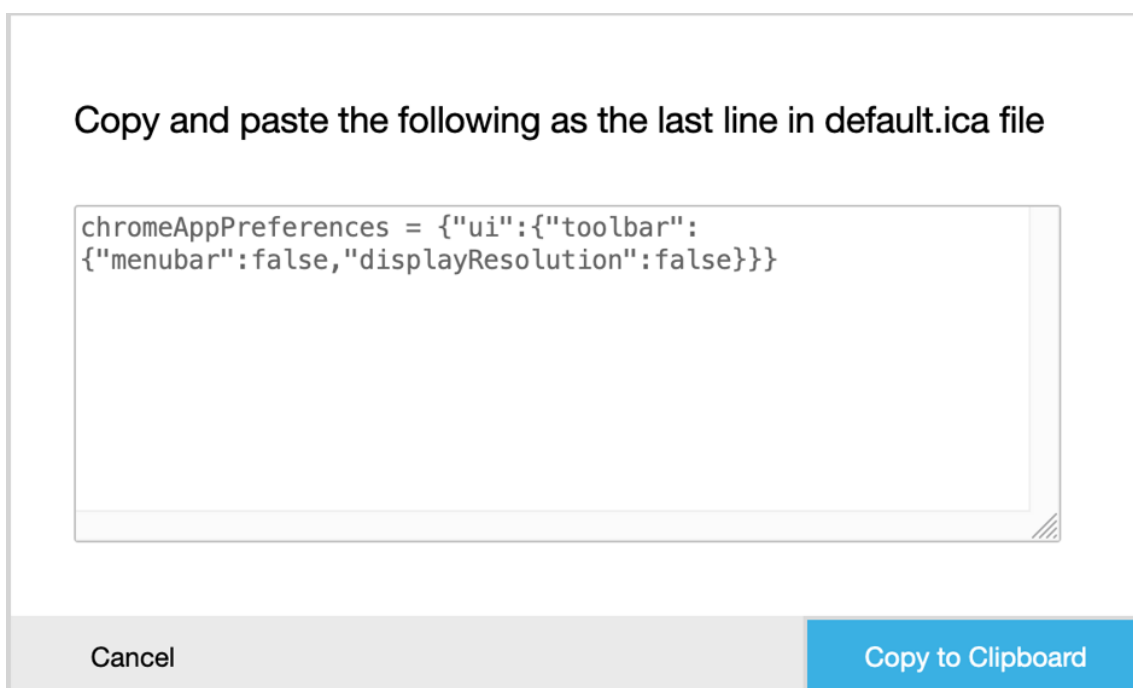 Copy and paste the following as the last line in default.ica file
chromeAppPreferences = {"ui":{"toolbar":
{"menubar":false,"displayResolution":false}}}
Cancel
Copy to Clipboard